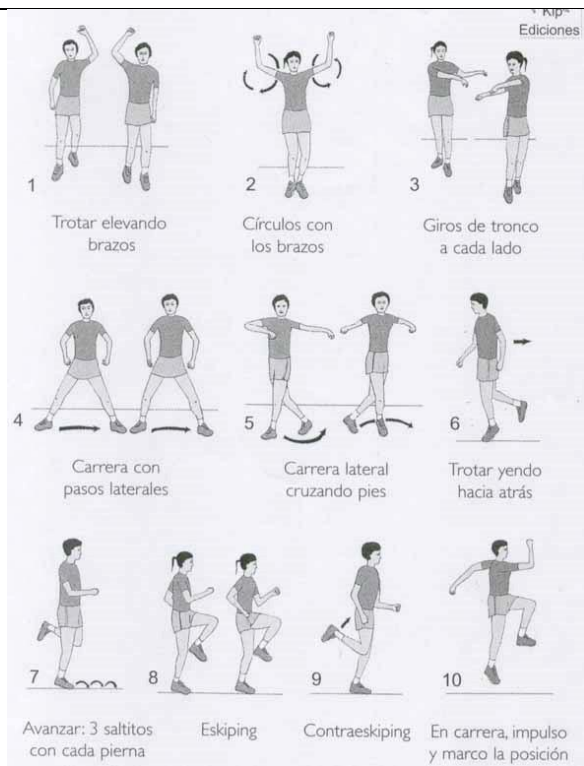 Kip
Ediciones
1
Trotar elevando
brazos
2
Círculos con
los brazos
3
Giros de tronco
a cada lado
4
Carrera con
pasos laterales
5
Carrera lateral
cruzando pies
6
Trotar yendo
hacia atrás
7
Avanzar: 3 saltitos
con cada pierna
8
Eskiping
9
Contraeskiping
10
En carrera, impulso
y marco la posición